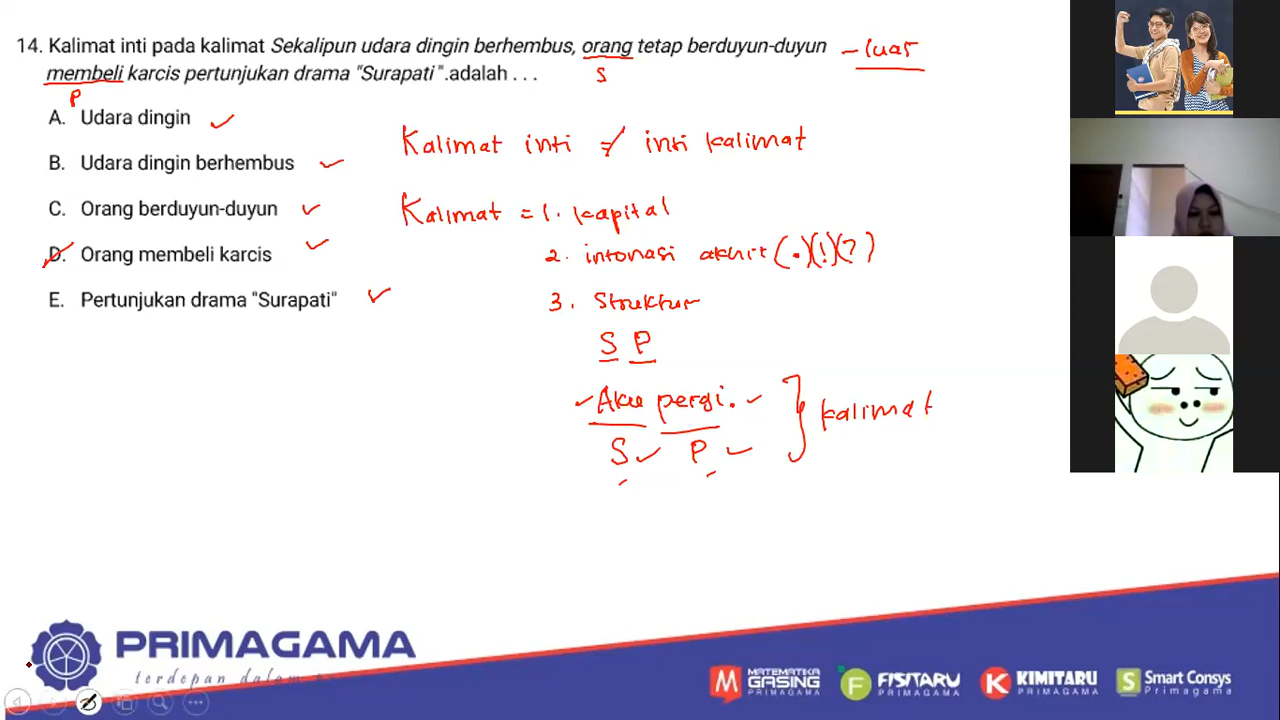 14. Kalimat inti pada kalimat Sekalipun udara dingin berhembus, orang tetap berduyun-duyun – luar
membeli karcis pertunjukan drama "Surapati".adalah . . .
S
P
A. Udara dingin
B. Udara dingin berhembus
C. Orang berduyun-duyun
D. Orang membeli karcis
E. Pertunjukan drama "Surapati"
Kalimat inti ≠ inti kalimat
Kalimat = 1. kapital
2. intonasi akhir (.)(!)(?)
3. Struktur
S P
Aku pergi.
S P
kalimat
PRIMAGAMA
terdepan dalam
MATEMATIKA
GASING
PRIMAGAMA
FISITARU
PRIMAGAMA
KIMITARU
PRIMAGAMA
Smart Consys
Primagama